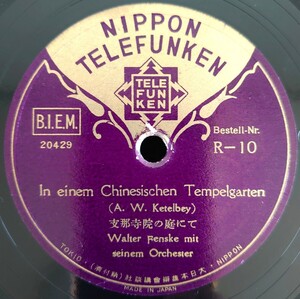 NIPPON
TELEFUNKEN
TELE
FUN
KEN
B.I.E.M.
20429
Bestell-Nr.
R-10
In einem Chinesischen Tempelgarten
(A. W. Ketelbey)
支那寺院の庭にて
Walter Fenske mit
seinem Orchester
TOKIO, NIPPON.
MADE IN JAPAN